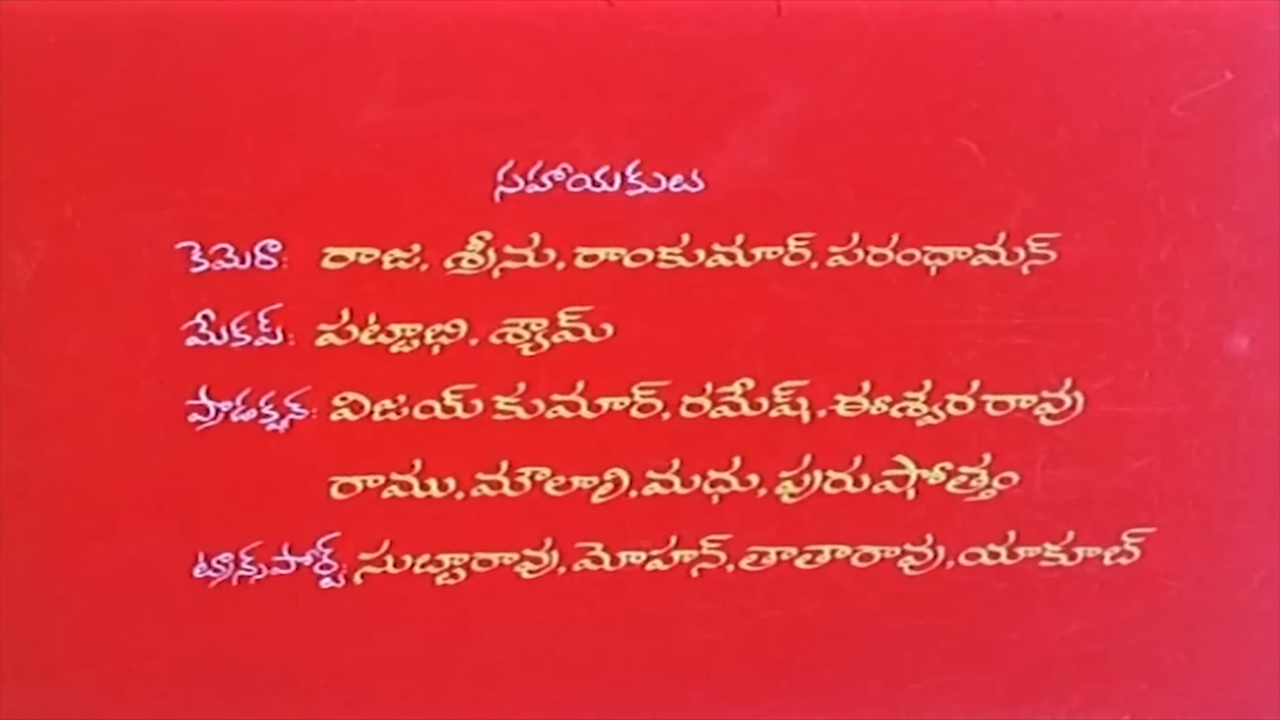 సహాయకులు
కెమెరా: రాజ, శ్రీను, రాంకుమార్, పరంధామన్
మేకప్: పట్టాభి, శ్యామ్
ప్రొడక్షన్: విజయ్ కుమార్, రమేష్, ఈశ్వరరావు
రాము, మౌలాలి, మధు, పురుషోత్తం
ట్రాన్స్‌పోర్ట్: సుబ్బారావు, మోహన్, తాతారావు, యాకూబ్